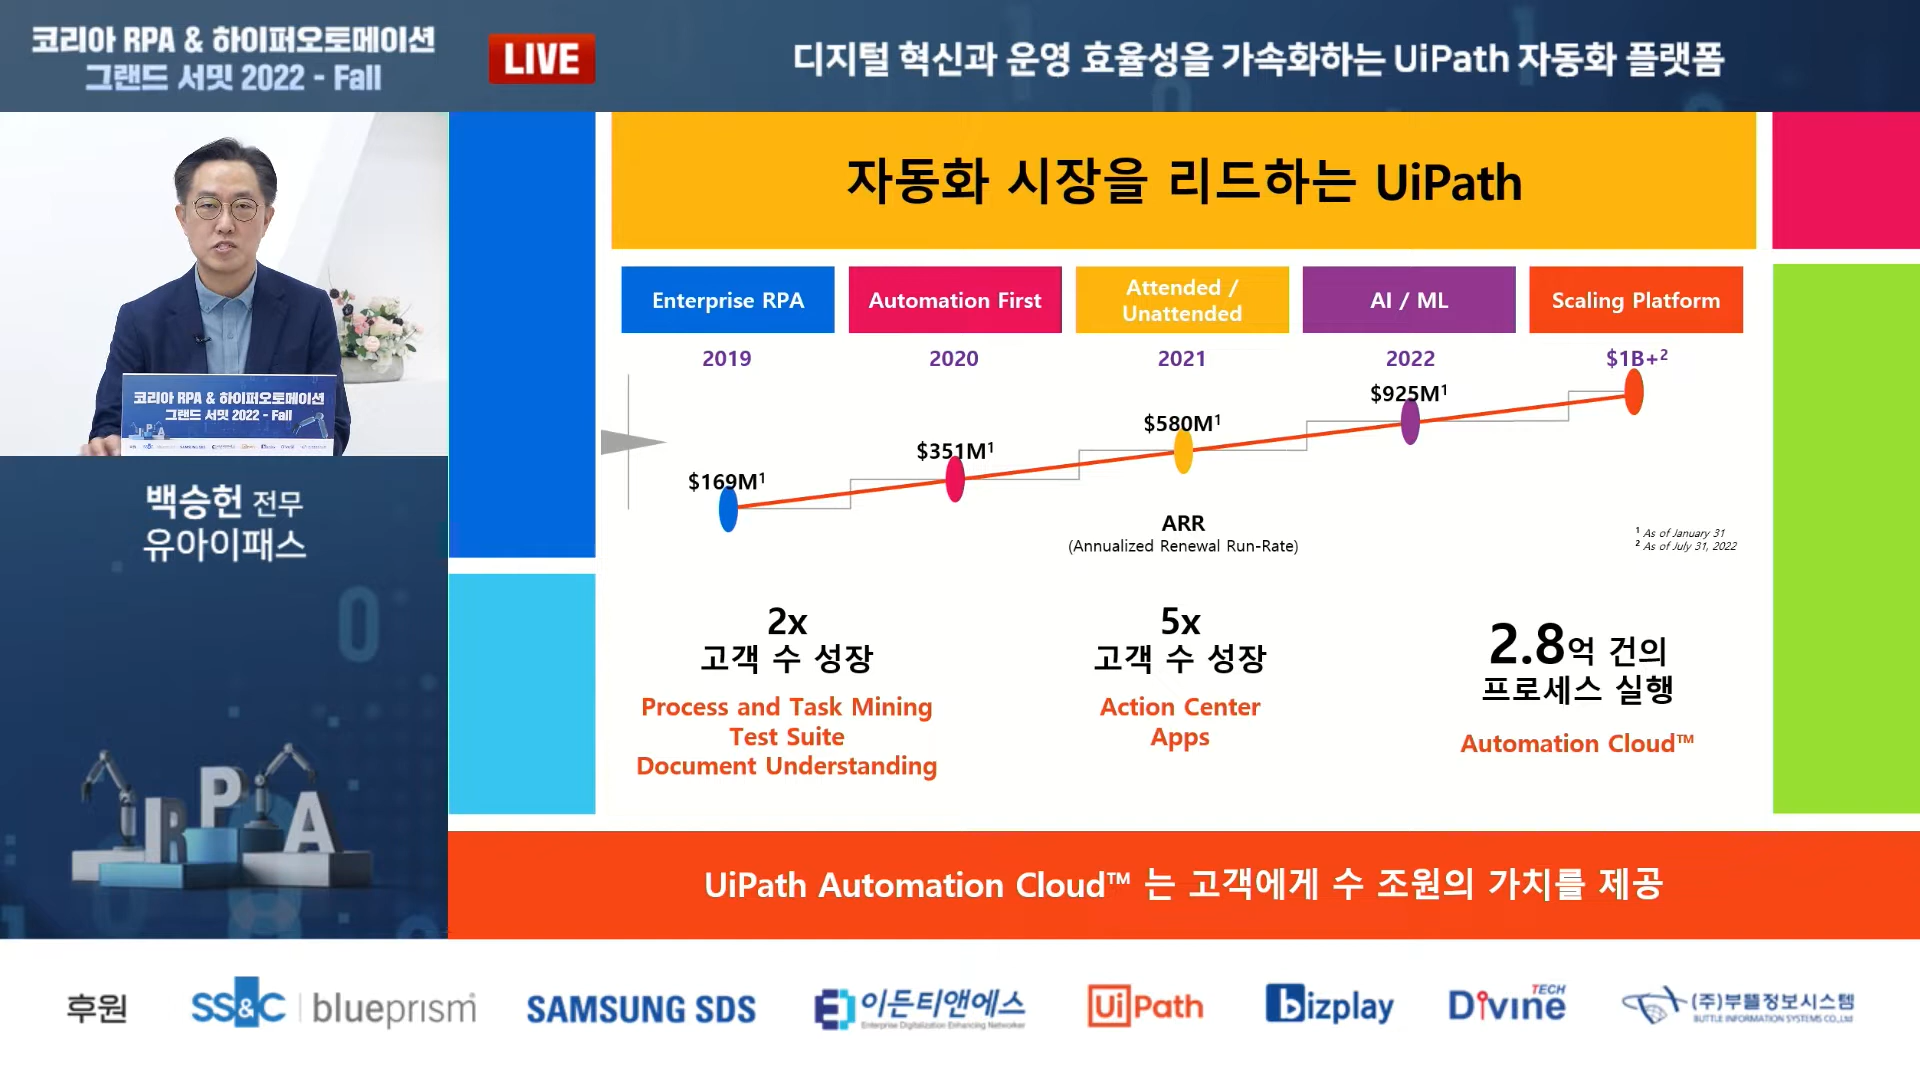 코리아 RPA & 하이퍼오토메이션
그랜드 서밋 2022 - Fall
LIVE
디지털 혁신과 운영 효율성을 가속화하는 UiPath 자동화 플랫폼
코리아 RPA & 하이퍼오토메이션
그랜드 서밋 2022 - Fall
백승헌 전무
유아이패스
RPA
자동화 시장을 리드하는 UiPath
Enterprise RPA
Automation First
Attended /
Unattended
AI / ML
Scaling Platform
2019
2020
2021
2022
$1B+²
$169M¹
$351M¹
$580M¹
$925M¹
ARR
(Annualized Renewal Run-Rate)
¹ As of January 31
² As of July 31, 2022
2x
고객 수 성장
Process and Task Mining
Test Suite
Document Understanding
5x
고객 수 성장
Action Center
Apps
2.8억 건의
프로세스 실행
Automation Cloud™
UiPath Automation Cloud™ 는 고객에게 수 조원의 가치를 제공
후원
SS&C | blueprism
SAMSUNG SDS
이든티앤에스
Enterprise Digitalization Enhancing Networker
UiPath
bizplay
Divine TECH
(주)부뜰정보시스템
BUTTLE INFORMATION SYSTEMS CO.,Ltd